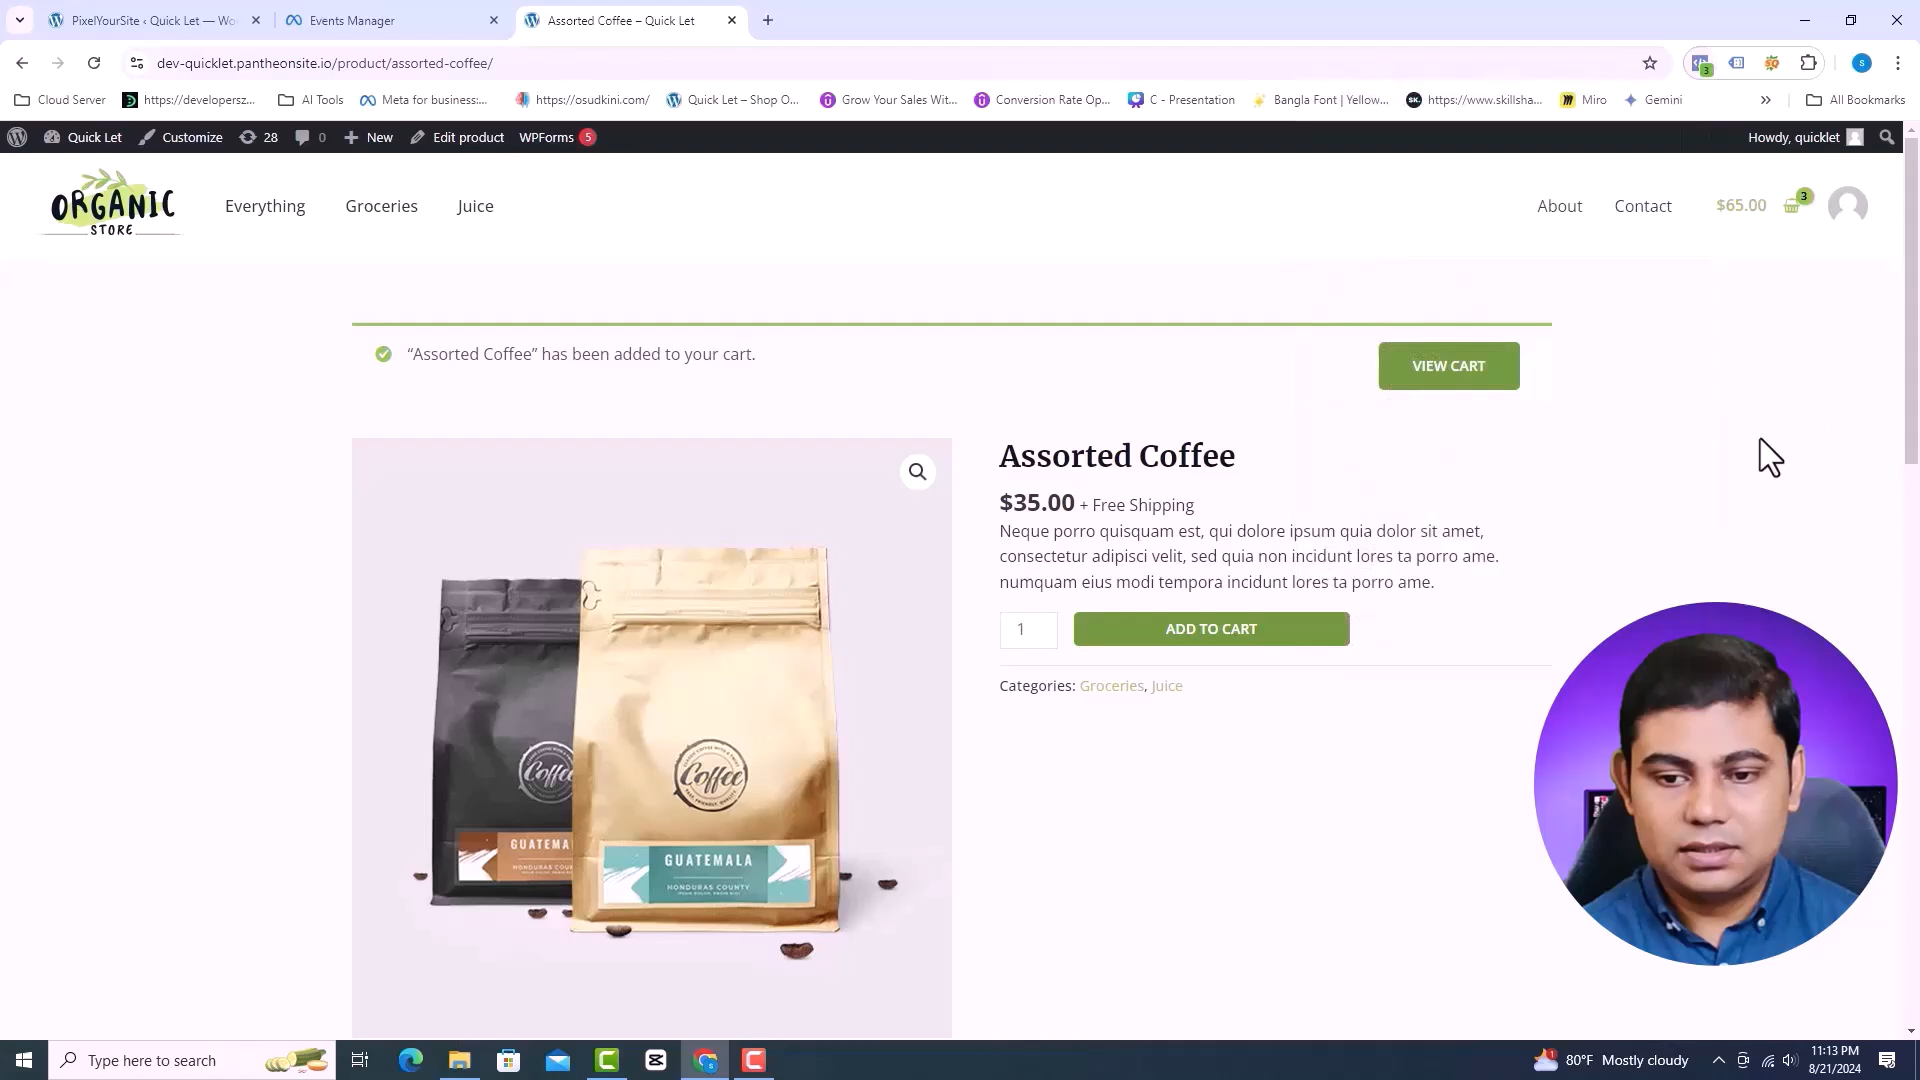 PixelYourSite ‹ Quick Let — Wo
Events Manager
Assorted Coffee – Quick Let
dev-quicklet.pantheonsite.io/product/assorted-coffee/
3
Cloud Server
https://developersz...
AI Tools
Meta for business:...
https://osudkini.com/
Quick Let – Shop O...
Grow Your Sales Wit...
Conversion Rate Op...
C - Presentation
Bangla Font | Yellow...
https://www.skillsha...
Miro
Gemini
All Bookmarks
Quick Let
Customize
28
0
New
Edit product
WPForms 5
Howdy, quicklet
ORGANIC
STORE
Everything
Groceries
Juice
About
Contact
$65.00
3
“Assorted Coffee” has been added to your cart.
VIEW CART
Assorted Coffee
$35.00 + Free Shipping
Neque porro quisquam est, qui dolore ipsum quia dolor sit amet,
consectetur adipisci velit, sed quia non incidunt lores ta porro ame.
numquam eius modi tempora incidunt lores ta porro ame.
1
ADD TO CART
Categories: Groceries, Juice
Coffee
Coffee
GUATEMA
GUATEMALA
HONDURAS COUNTY
Type here to search
80°F Mostly cloudy
11:13 PM
8/21/2024